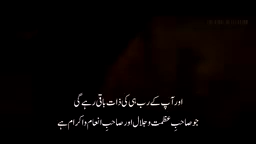 اور آپ کے رب ہی کی ذات باقی رہے گی
جو صاحبِ عظمت و جلال اور صاحبِ انعام و اکرام ہے